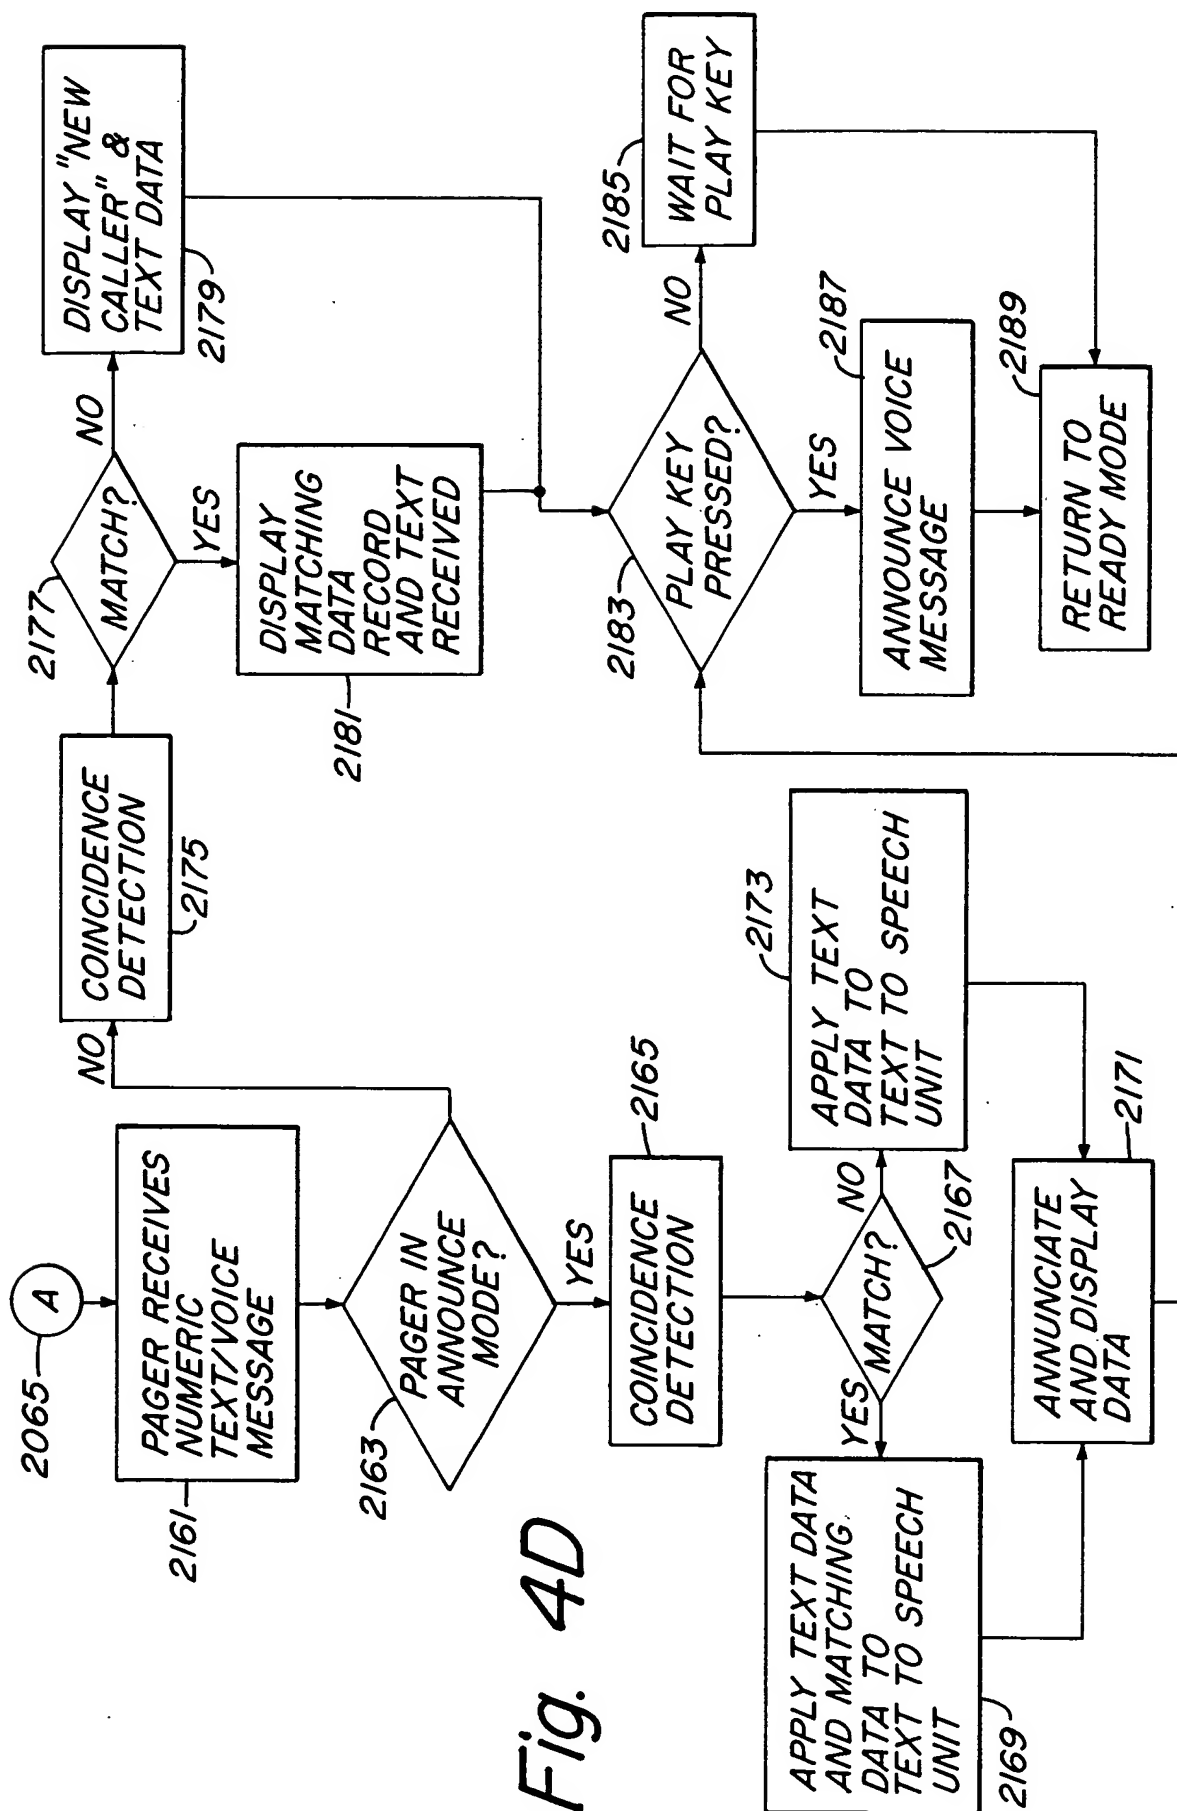 2065
A
2161
PAGER RECEIVES
NUMERIC
TEXT/VOICE
MESSAGE
2163
PAGER IN
ANNOUNCE
MODE?
NO
YES
COINCIDENCE
DETECTION
2165
MATCH?
2167
YES
NO
APPLY TEXT DATA
AND MATCHING
DATA TO
TEXT TO SPEECH
UNIT
2169
APPLY TEXT
DATA TO
TEXT TO SPEECH
UNIT
2173
ANNUNCIATE
AND DISPLAY
DATA
2171
COINCIDENCE
DETECTION
2175
2177
MATCH?
NO
YES
DISPLAY "NEW
CALLER" &
TEXT DATA
2179
DISPLAY
MATCHING
DATA
RECORD
AND TEXT
RECEIVED
2181
2183
PLAY KEY
PRESSED?
NO
YES
2185
WAIT FOR
PLAY KEY
2187
ANNOUNCE VOICE
MESSAGE
2189
RETURN TO
READY MODE
Fig. 4D